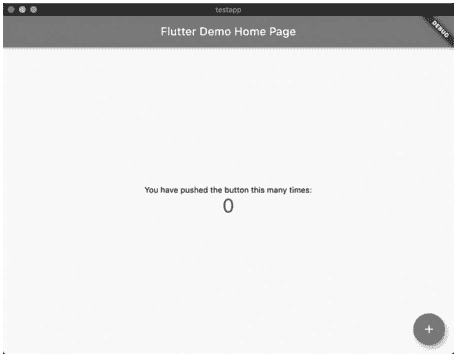 testapp
Flutter Demo Home Page
DEBUG
You have pushed the button this many times:
0
+